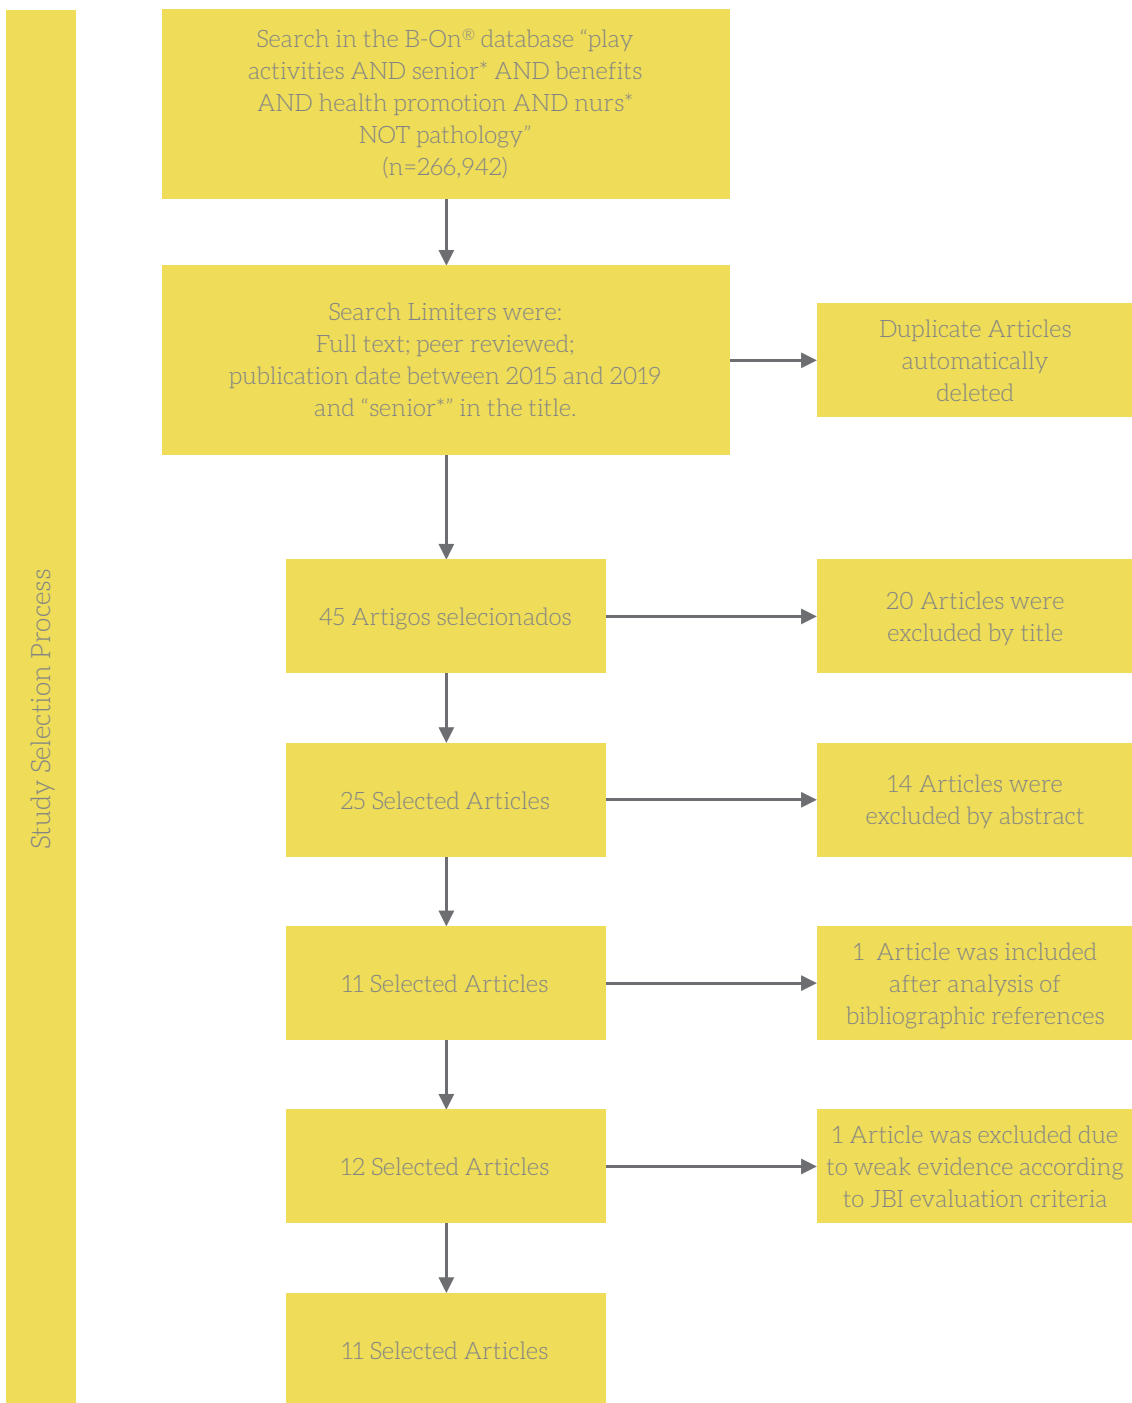 Study Selection Process
Search in the B-On® database “play
activities AND senior* AND benefits
AND health promotion AND nurs*
NOT pathology”
(n=266,942)
Search Limiters were:
Full text; peer reviewed;
publication date between 2015 and 2019
and “senior*” in the title.
Duplicate Articles
automatically
deleted
45 Artigos selecionados
20 Articles were
excluded by title
25 Selected Articles
14 Articles were
excluded by abstract
11 Selected Articles
1 Article was included
after analysis of
bibliographic references
12 Selected Articles
1 Article was excluded due
to weak evidence according
to JBI evaluation criteria
11 Selected Articles